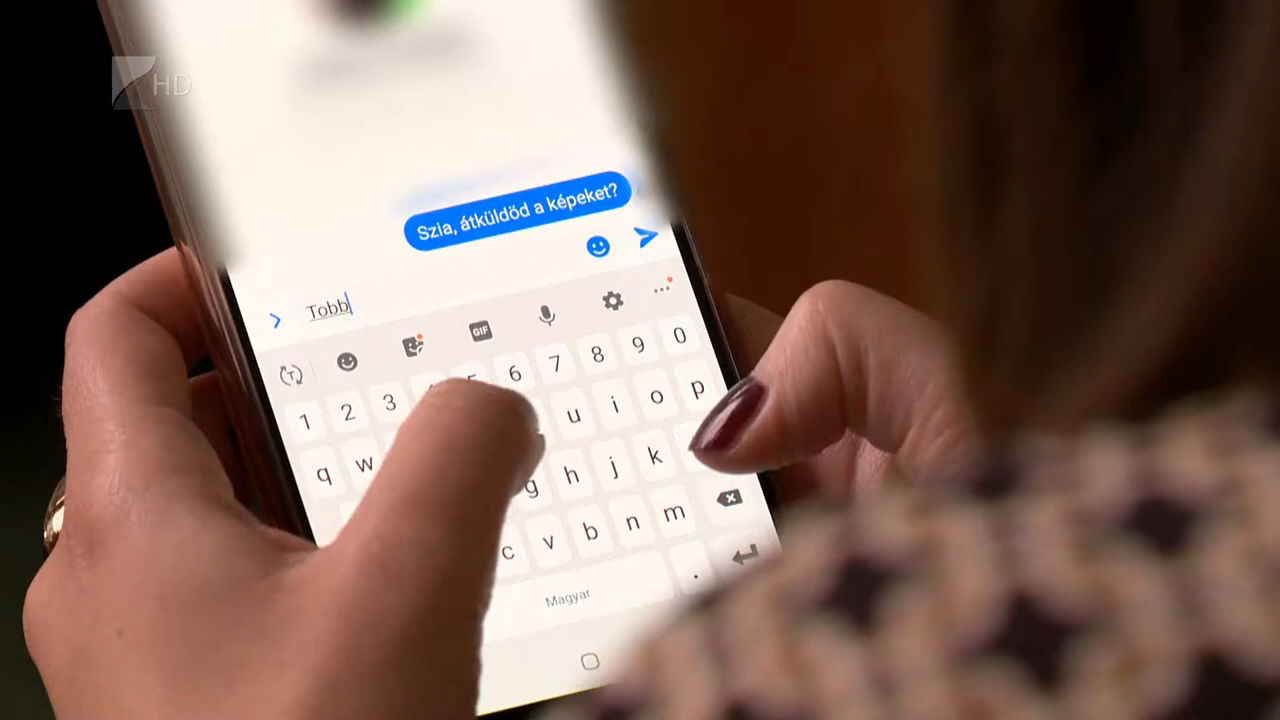 HD
Szia, átküldöd a képeket?
Tobb
GIF
1 2 3 6 7 8 9 0
q w u i o p
g h j k
c v b n m
Magyar .